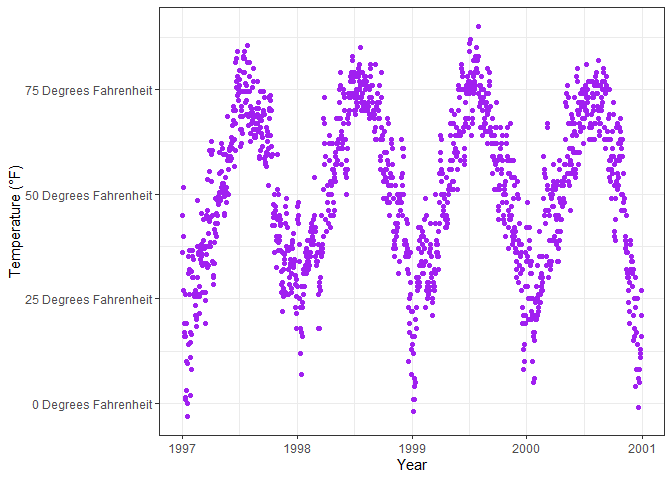 Temperature (°F)
75 Degrees Fahrenheit
50 Degrees Fahrenheit
25 Degrees Fahrenheit
0 Degrees Fahrenheit
1997 1998 1999 2000 2001
Year